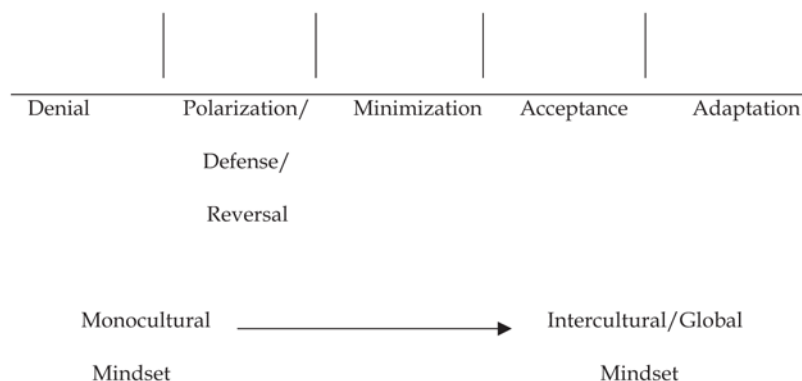 Denial Polarization/ Minimization Acceptance Adaptation
Defense/
Reversal
Monocultural Intercultural/Global
Mindset Mindset